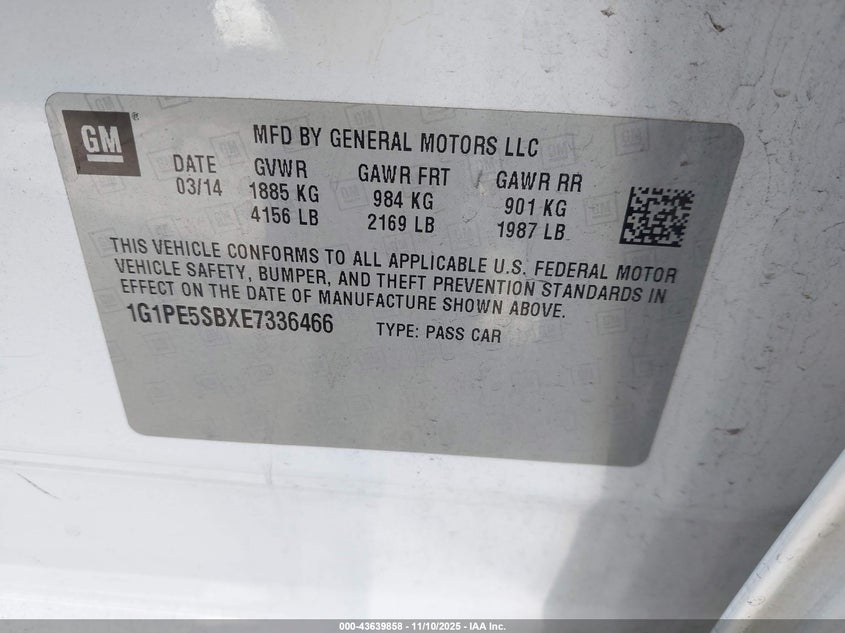 GM
MFD BY GENERAL MOTORS LLC
DATE GVWR GAWR FRT GAWR RR
03/14 1885 KG 984 KG 901 KG
4156 LB 2169 LB 1987 LB
THIS VEHICLE CONFORMS TO ALL APPLICABLE U.S. FEDERAL MOTOR
VEHICLE SAFETY, BUMPER, AND THEFT PREVENTION STANDARDS IN
EFFECT ON THE DATE OF MANUFACTURE SHOWN ABOVE.
1G1PE5SBXE7336466 TYPE: PASS CAR
000-43639858 - 11/10/2025 - IAA Inc.